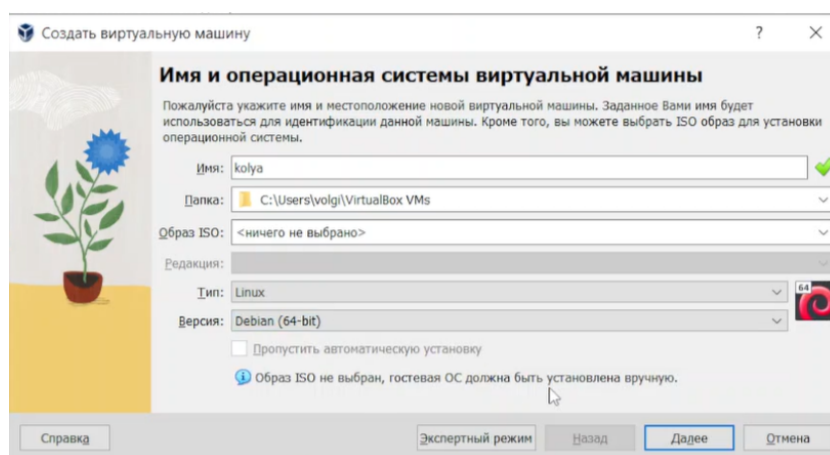 Создать виртуальную машину
?
Имя и операционная системы виртуальной машины
Пожалуйста укажите имя и местоположение новой виртуальной машины. Заданное Вами имя будет
использоваться для идентификации данной машины. Кроме того, вы можете выбрать ISO образ для установки
операционной системы.
Имя: kolya
Папка: C:\Users\volgi\VirtualBox VMs
Образ ISO: <ничего не выбрано>
Редакция:
Тип: Linux
64
Версия: Debian (64-bit)
Пропустить автоматическую установку
Образ ISO не выбран, гостевая ОС должна быть установлена вручную.
Справка Экспертный режим Назад Далее Отмена